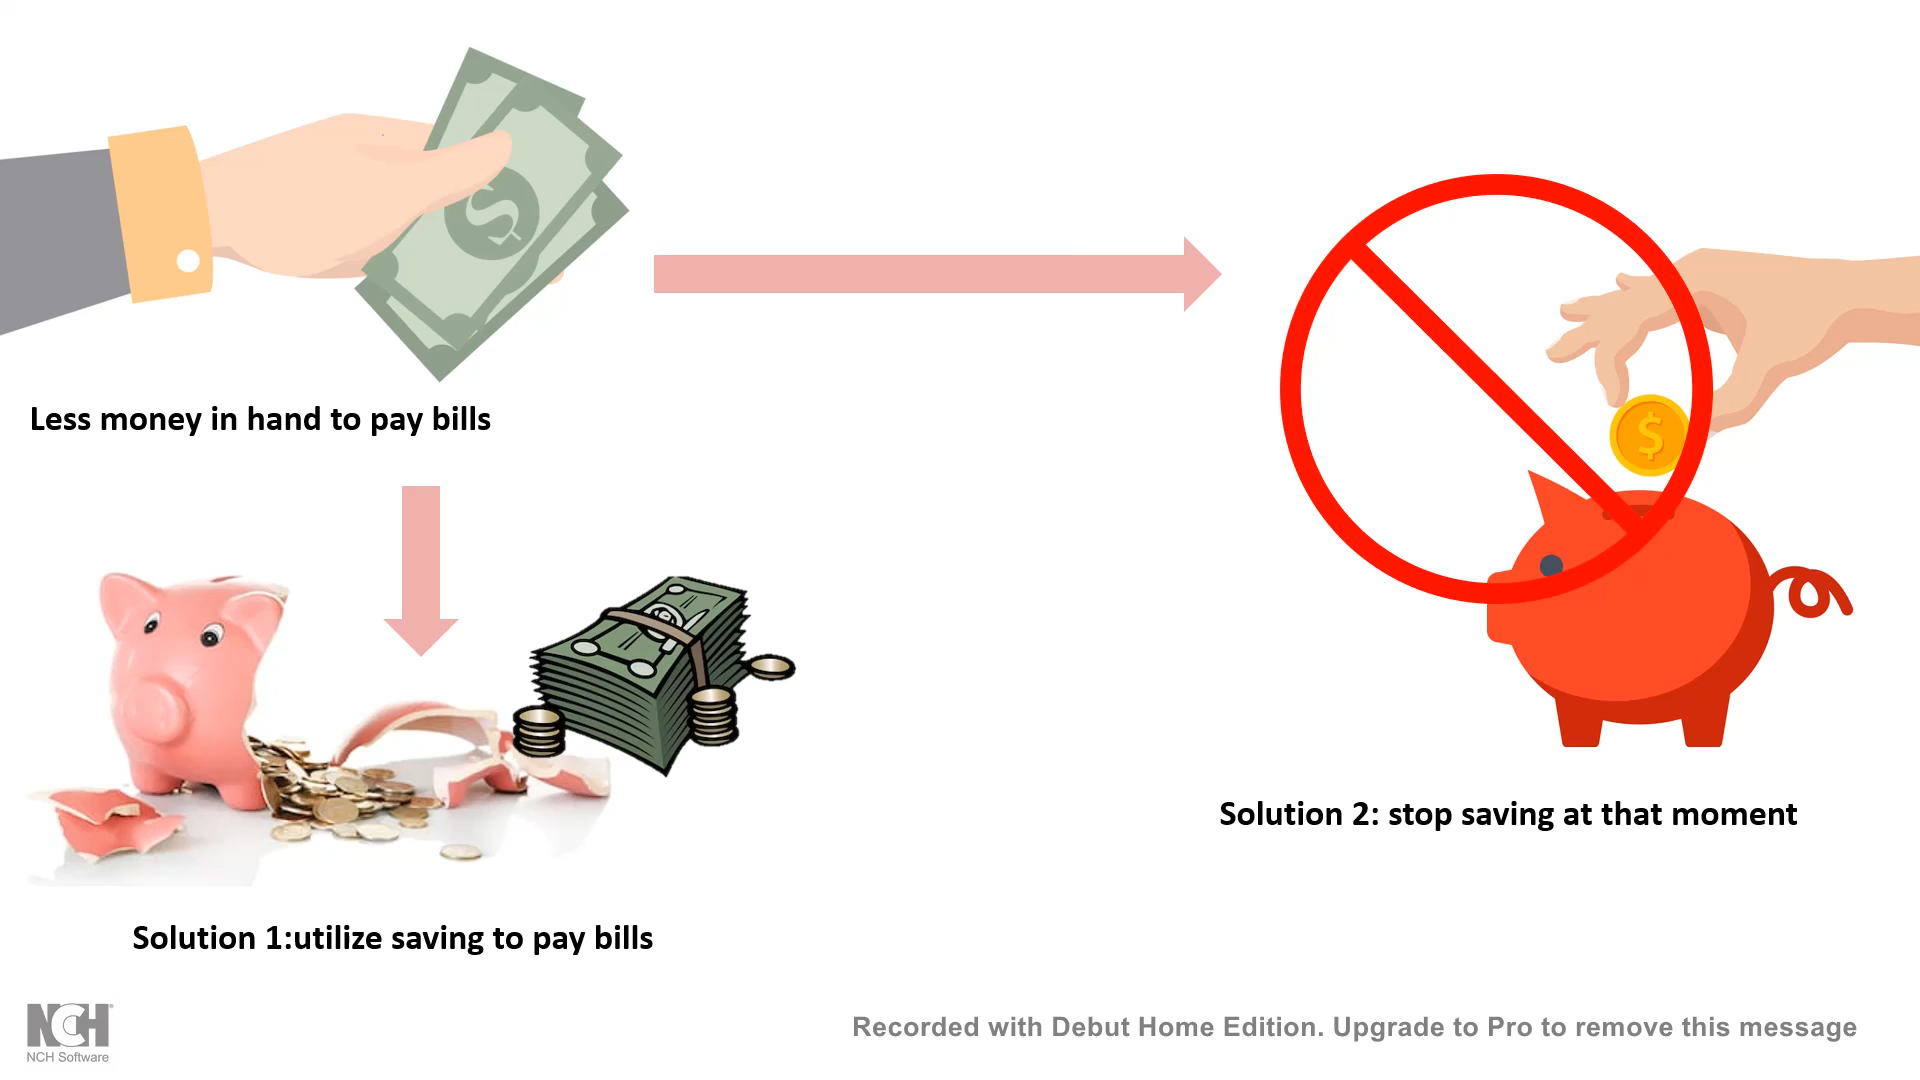 Less money in hand to pay bills
Solution 2: stop saving at that moment
Solution 1:utilize saving to pay bills
NCH
NCH Software
Recorded with Debut Home Edition. Upgrade to Pro to remove this message